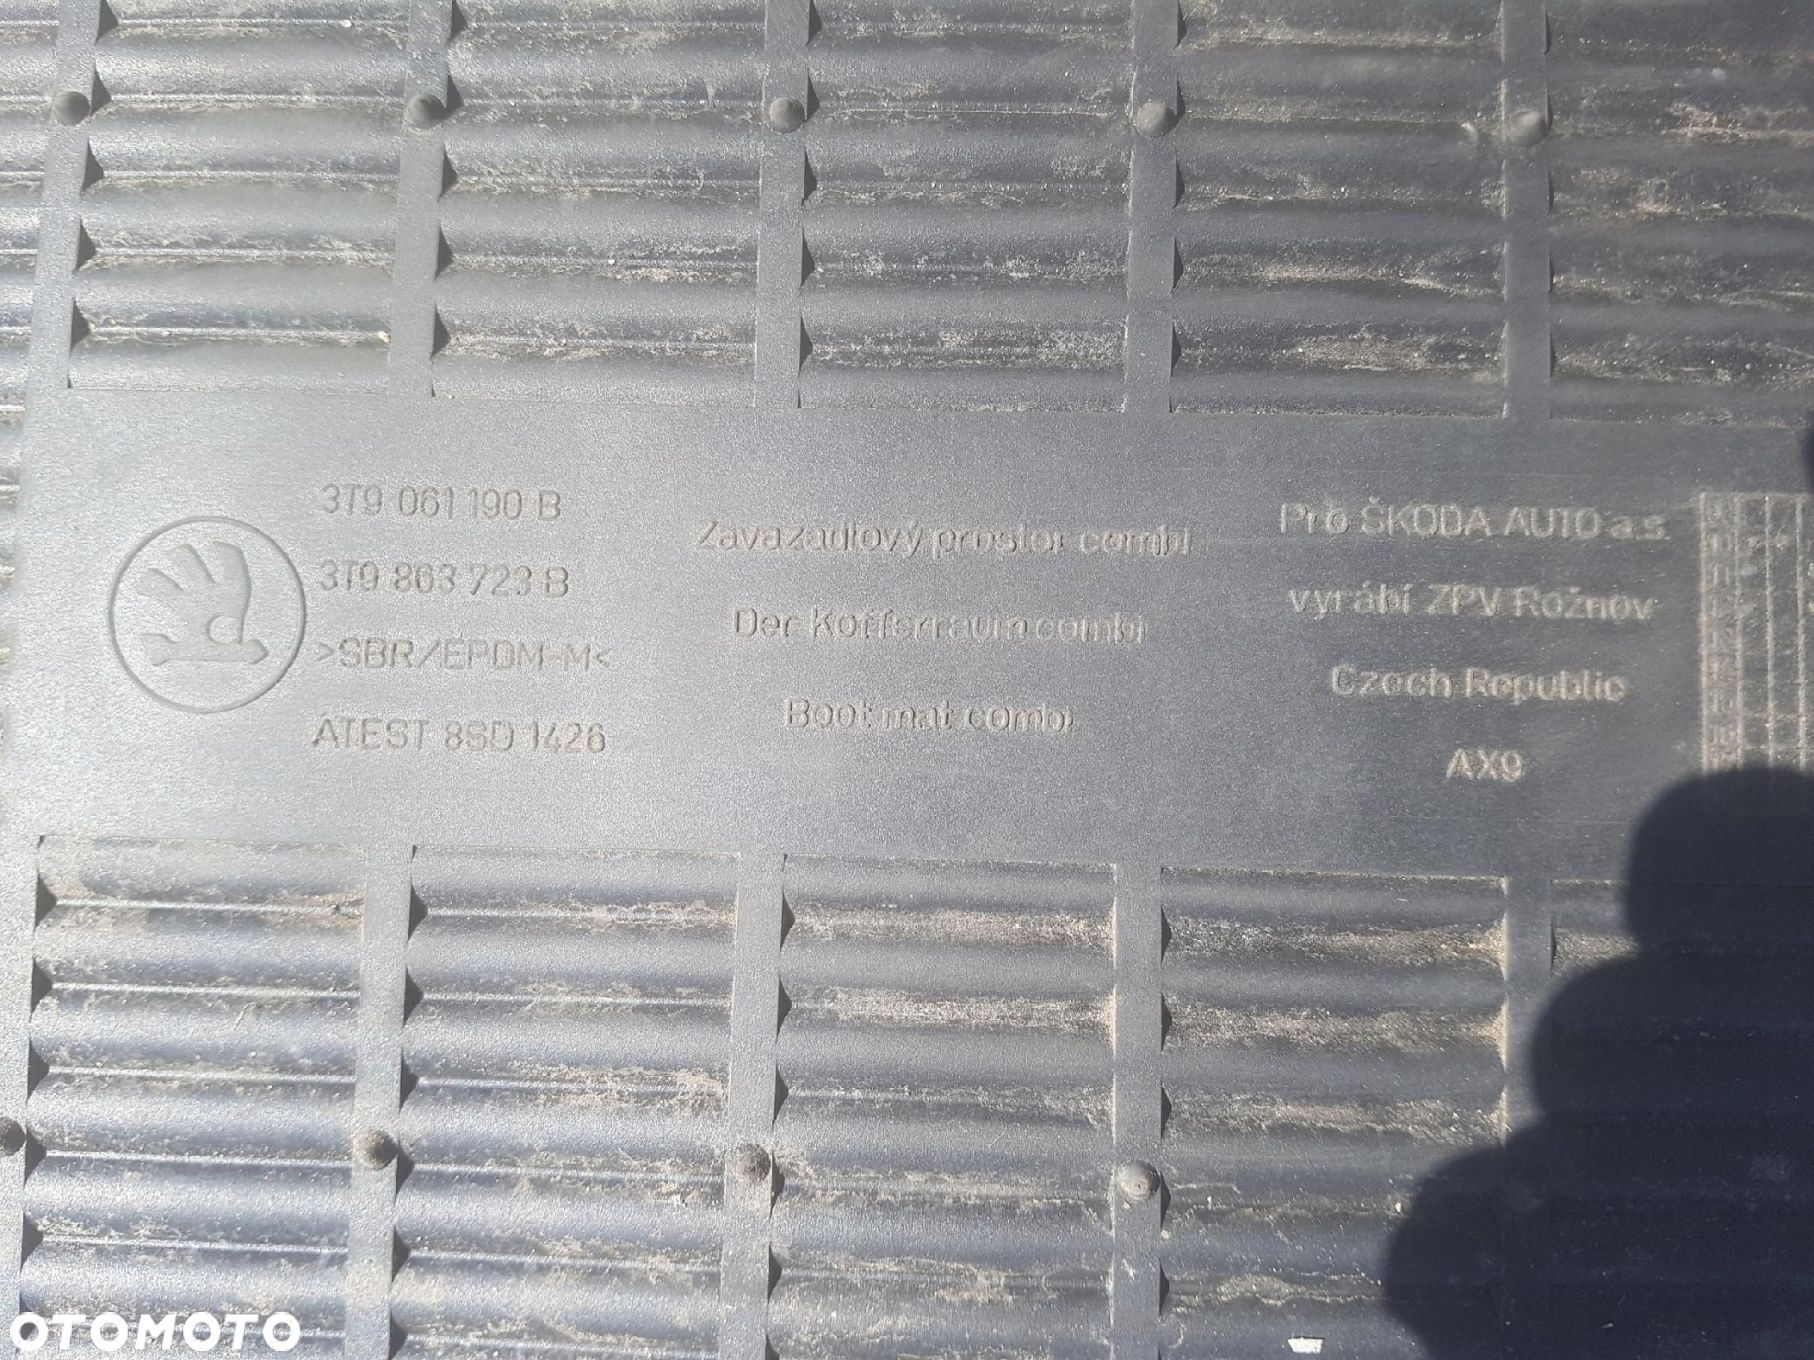 3T9 061 190 B
3T9 863 723 B
>SBR/EPDM-M<
ATEST 8SD 1426
Zavazadlový prostor combi
Der Kofferraum combi
Boot mat combi
Pro ŠKODA AUTO a.s.
vyrábí ZPV Rožnov
Czech Republic
AX9
OTOMOTO